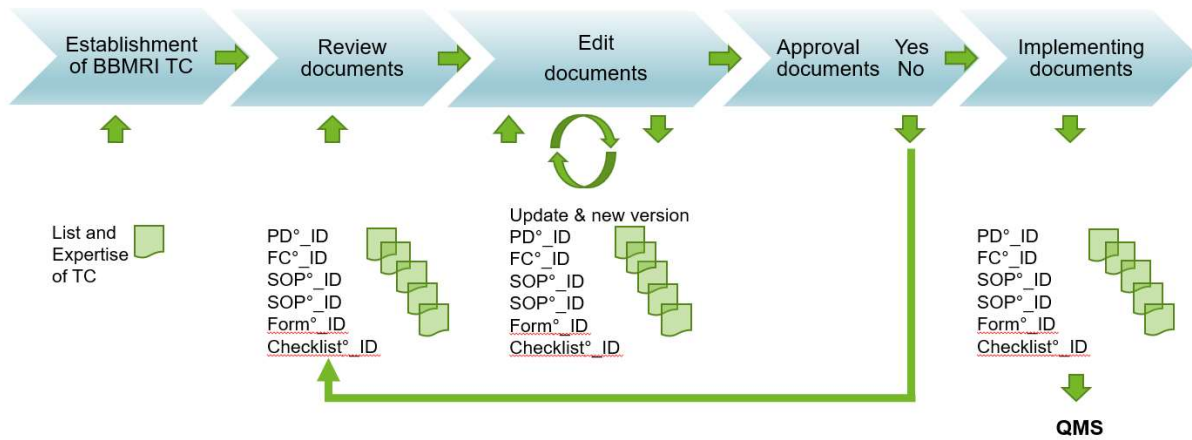 Establishment
of BBMRI TC
Review
documents
Edit
documents
Approval Yes
documents No
Implementing
documents
List and
Expertise
of TC
PD°_ID
FC°_ID
SOP°_ID
SOP°_ID
Form°_ID
Checklist°_ID
Update & new version
PD°_ID
FC°_ID
SOP°_ID
SOP°_ID
Form°_ID
Checklist°_ID
PD°_ID
FC°_ID
SOP°_ID
SOP°_ID
Form°_ID
Checklist°_ID
QMS